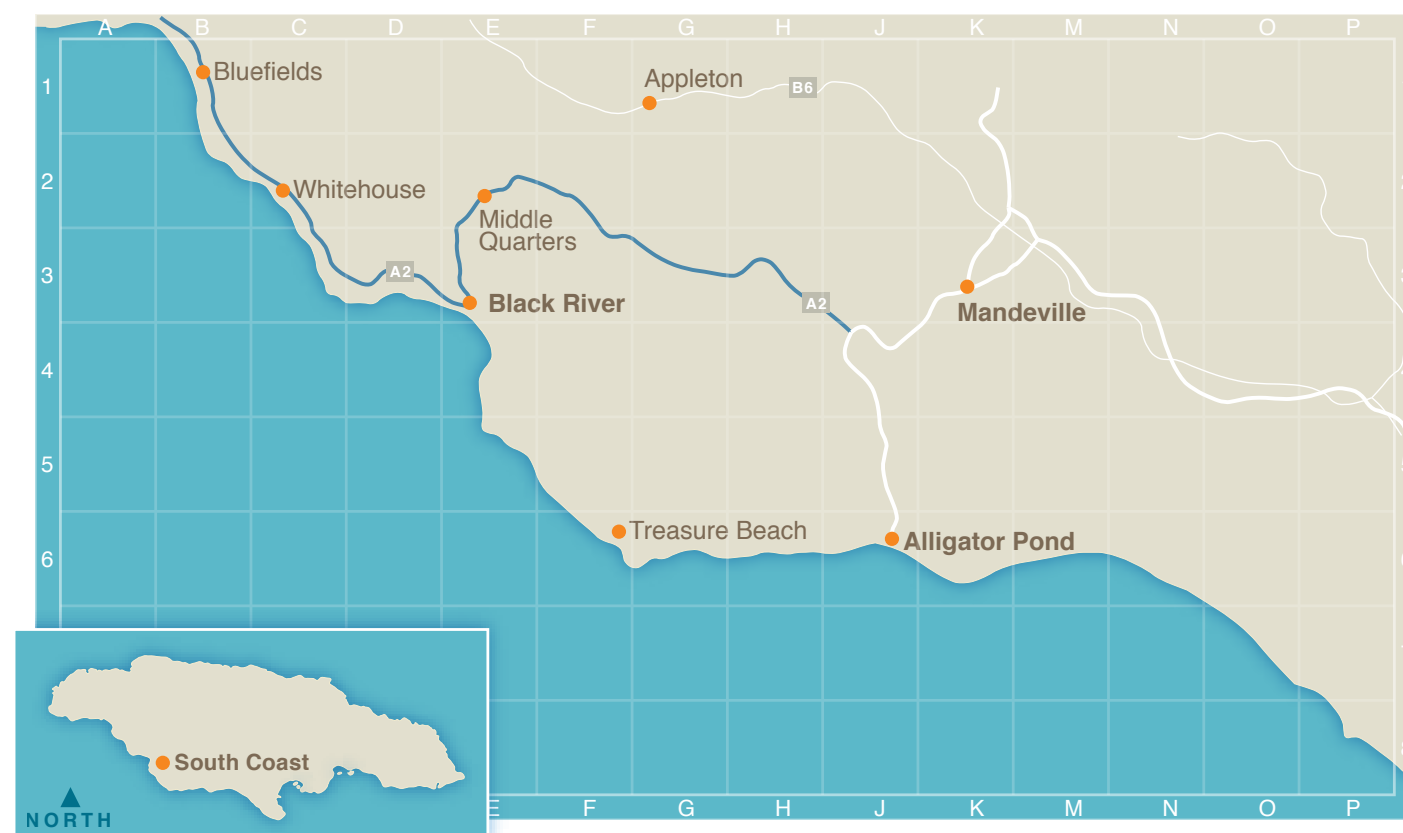 A B C D E F G H J K M N O P
1
Bluefields
Appleton
B6
2
Whitehouse
Middle
Quarters
3
A2
Black River
A2
Mandeville
4
5
Treasure Beach
Alligator Pond
6
South Coast
NORTH
E F G H J K M N O P